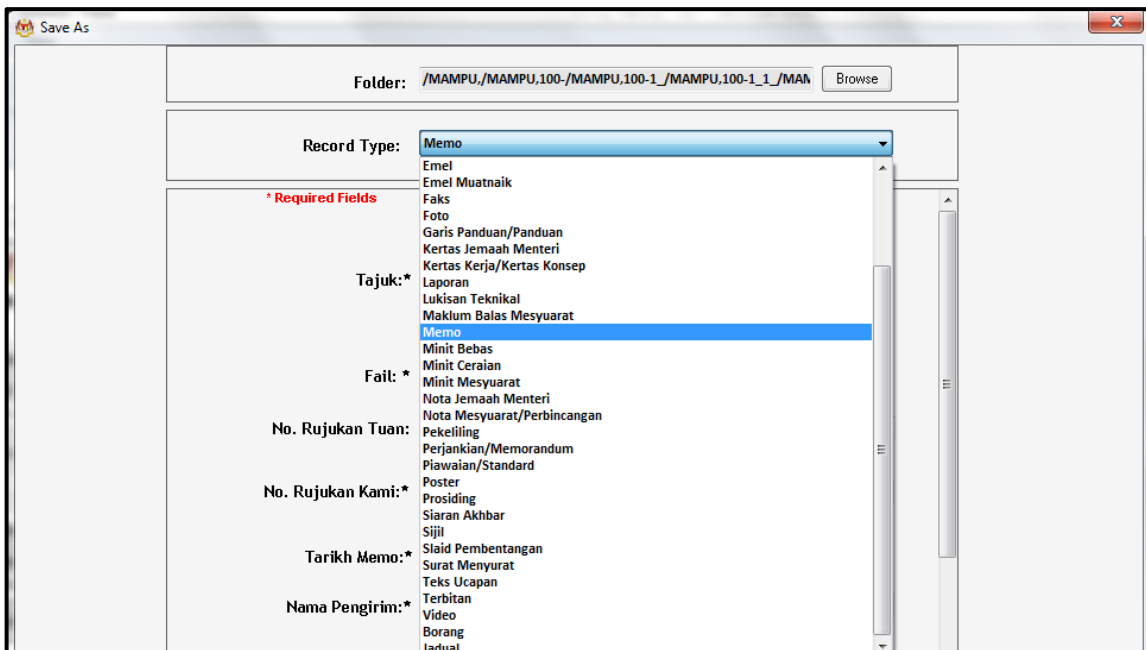 Save As
Folder: /MAMPU,/MAMPU,100-/MAMPU,100-1_/MAMPU,100-1_1_/MAM Browse
Record Type: Memo
Emel
Emel Muatnaik
* Required Fields Faks
Foto
Garis Panduan/Panduan
Kertas Jemaah Menteri
Kertas Kerja/Kertas Konsep
Tajuk:* Laporan
Lukisan Teknikal
Maklum Balas Mesyuarat
Memo
Minit Bebas
Minit Ceraian
Fail: * Minit Mesyuarat
Nota Jemaah Menteri
Nota Mesyuarat/Perbincangan
No. Rujukan Tuan: Pekeliling
Perjankian/Memorandum
Piawaian/Standard
Poster
No. Rujukan Kami:* Prosiding
Siaran Akhbar
Sijil
Tarikh Memo:* Slaid Pembentangan
Surat Menyurat
Teks Ucapan
Nama Pengirim:* Terbitan
Video
Borang
Jadual